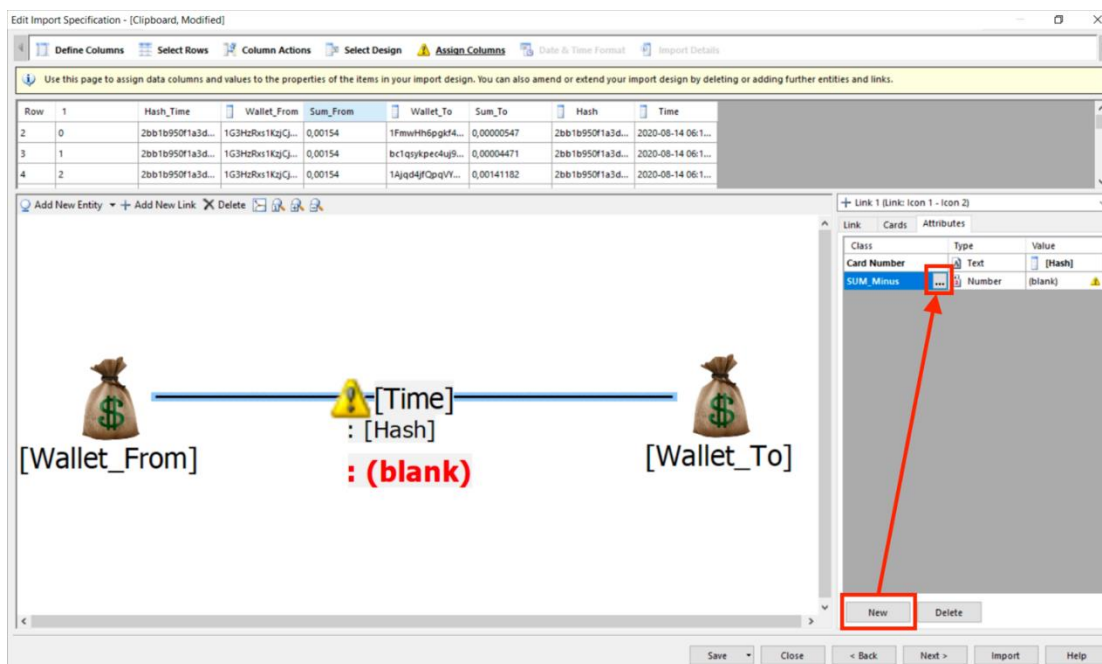 Edit Import Specification - [Clipboard, Modified]
Define Columns Select Rows Column Actions Select Design Assign Columns Date & Time Format Import Details
Use this page to assign data columns and values to the properties of the items in your import design. You can also amend or extend your import design by deleting or adding further entities and links.
Row 1 Hash_Time Wallet_From Sum_From Wallet_To Sum_To Hash Time
2 0 2bb1b950f1a3d... 1G3HzRxs1KzjCj... 0,00154 1FmwHh6pgkf4... 0,00000547 2bb1b950f1a3d... 2020-08-14 06:1...
3 1 2bb1b950f1a3d... 1G3HzRxs1KzjCj... 0,00154 bc1qsykpec4uj9... 0,00004471 2bb1b950f1a3d... 2020-08-14 06:1...
4 2 2bb1b950f1a3d... 1G3HzRxs1KzjCj... 0,00154 1Ajqd4jfQpqVY... 0,00141182 2bb1b950f1a3d... 2020-08-14 06:1...
Add New Entity Add New Link Delete
Link 1 (Link: Icon 1 - Icon 2)
Link Cards Attributes
Class Type Value
Card Number Text [Hash]
SUM_Minus ... Number (blank)
[Time]
: [Hash]
[Wallet_From] [Wallet_To]
: (blank)
New Delete
Save Close < Back Next > Import Help